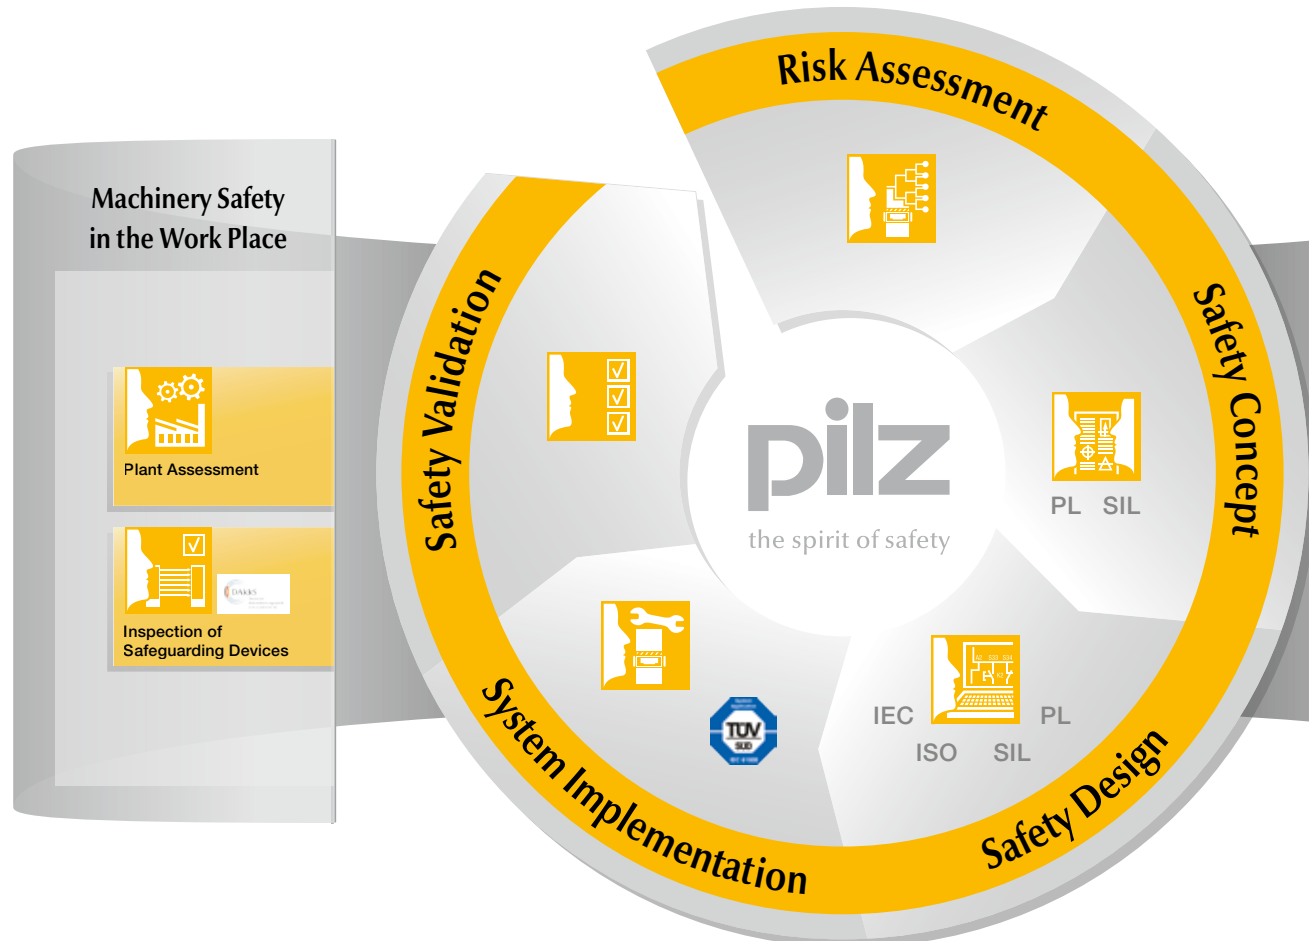 Machinery Safety
in the Work Place
Plant Assessment
DAkkS
Inspection of
Safeguarding Devices
Risk Assessment
Safety Concept
PL SIL
Safety Design
IEC PL
ISO SIL
System Implementation
TÜV
SÜD
Safety Validation
pilz
the spirit of safety